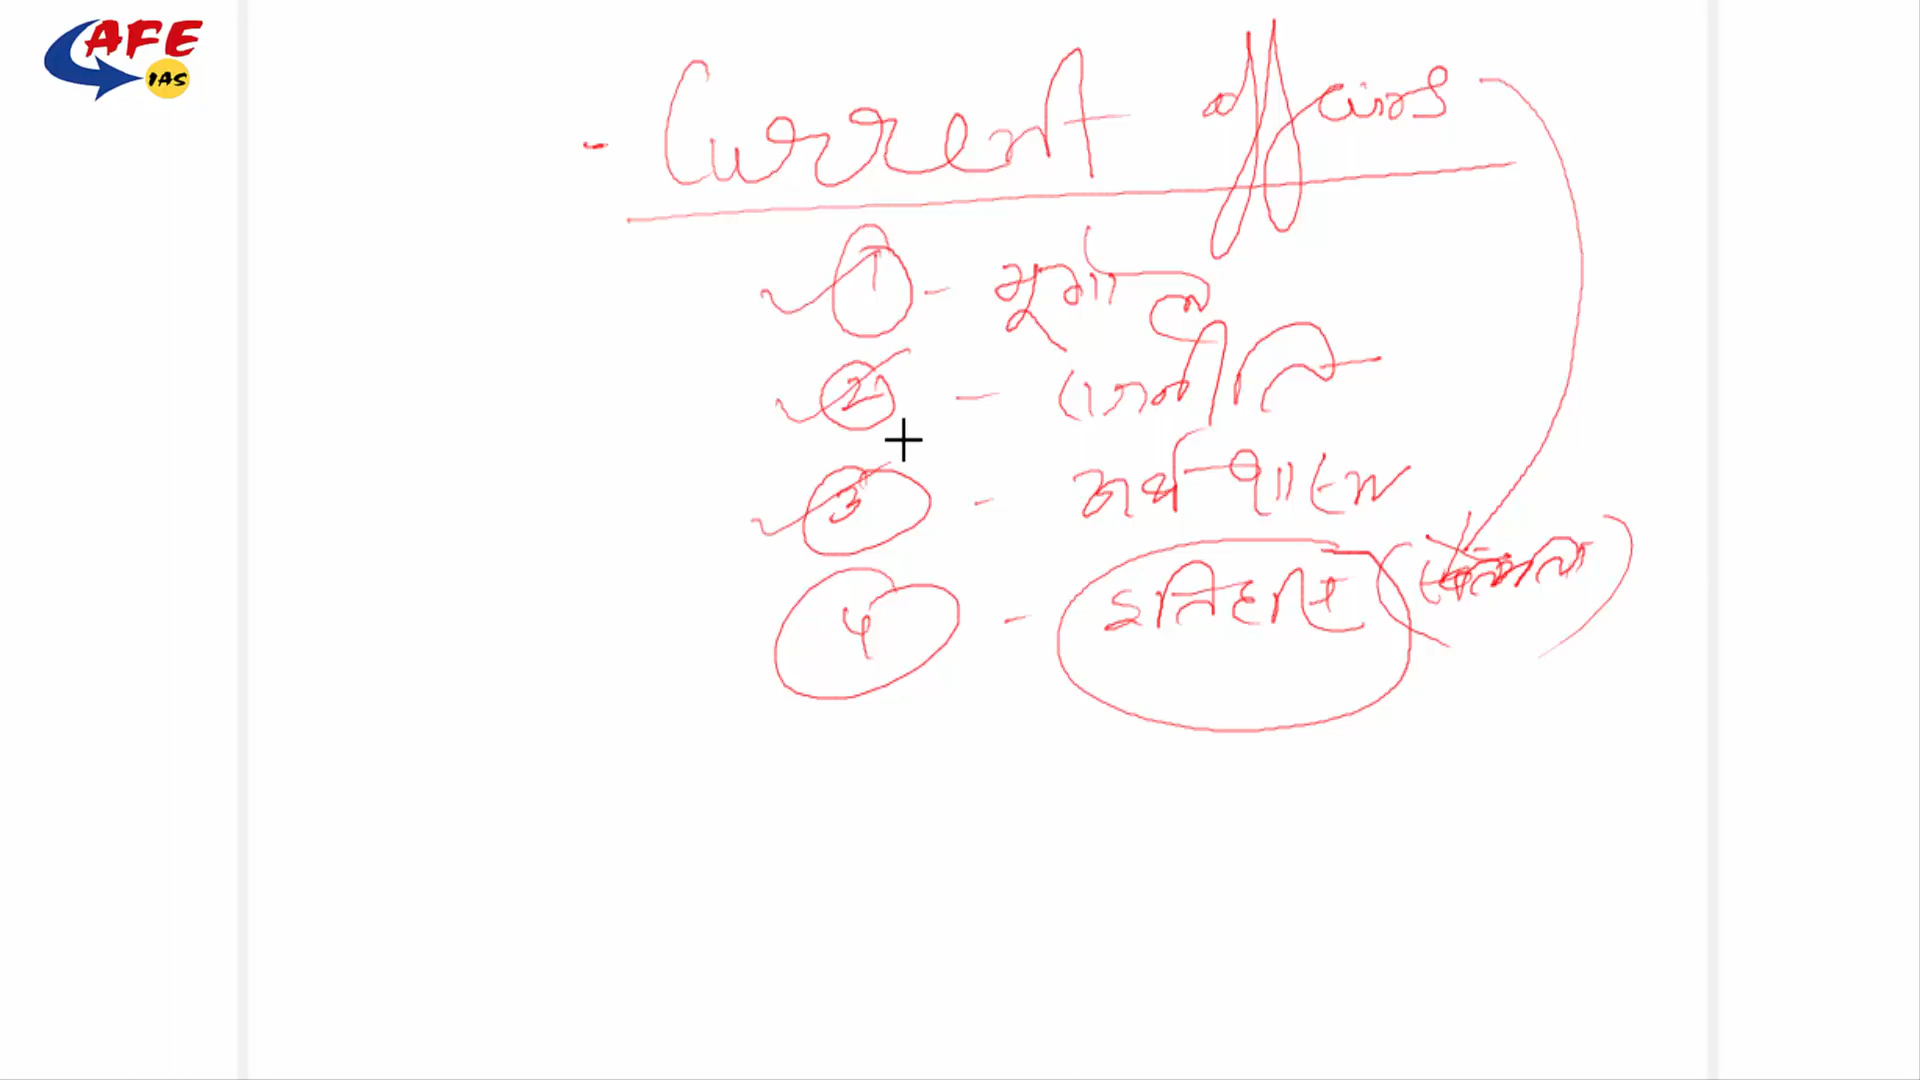 CAFE
IAS
- Current affairs
1 - भूगोल
2 - राजनीति
3 - अर्थशास्त्र
4 - इतिहास